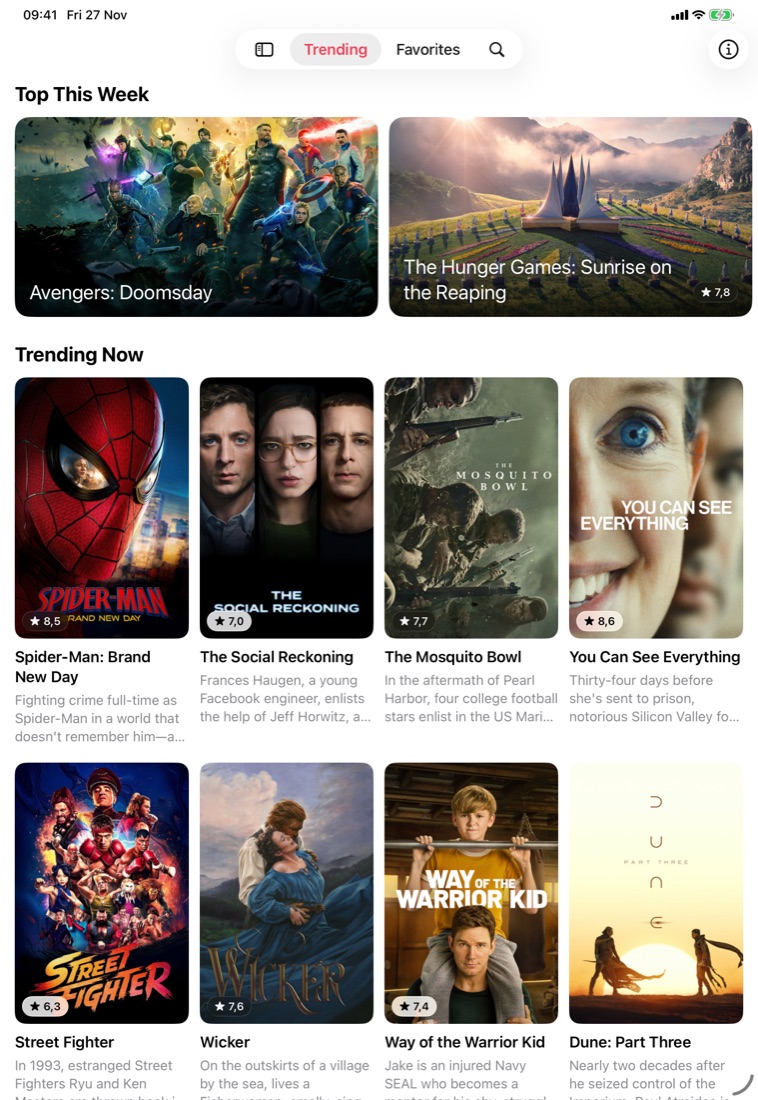 09:41 Fri 27 Nov
Trending
Favorites
Top This Week
Avengers: Doomsday
The Hunger Games: Sunrise on
the Reaping
★ 7,8
Trending Now
SPIDER-MAN
BRAND NEW DAY
★ 8,5
THE
SOCIAL RECKONING
★ 7,0
THE
MOSQUITO
BOWL
★ 7,7
YOU CAN SEE
EVERYTHING
★ 8,6
Spider-Man: Brand
New Day
Fighting crime full-time as
Spider-Man in a world that
doesn't remember him—a...
The Social Reckoning
Frances Haugen, a young
Facebook engineer, enlists
the help of Jeff Horwitz, a...
The Mosquito Bowl
In the aftermath of Pearl
Harbor, four college football
stars enlist in the US Mari...
You Can See Everything
Thirty-four days before
she's sent to prison,
notorious Silicon Valley fo...
STREET
FIGHTER
★ 6,3
WICKER
★ 7,6
WAY OF THE
WARRIOR KID
★ 7,4
DUNE
PART THREE
Street Fighter
In 1993, estranged Street
Fighters Ryu and Ken
Wicker
On the outskirts of a village
by the sea, lives a
Way of the Warrior Kid
Jake is an injured Navy
SEAL who becomes a
Dune: Part Three
Nearly two decades after
he seized control of the